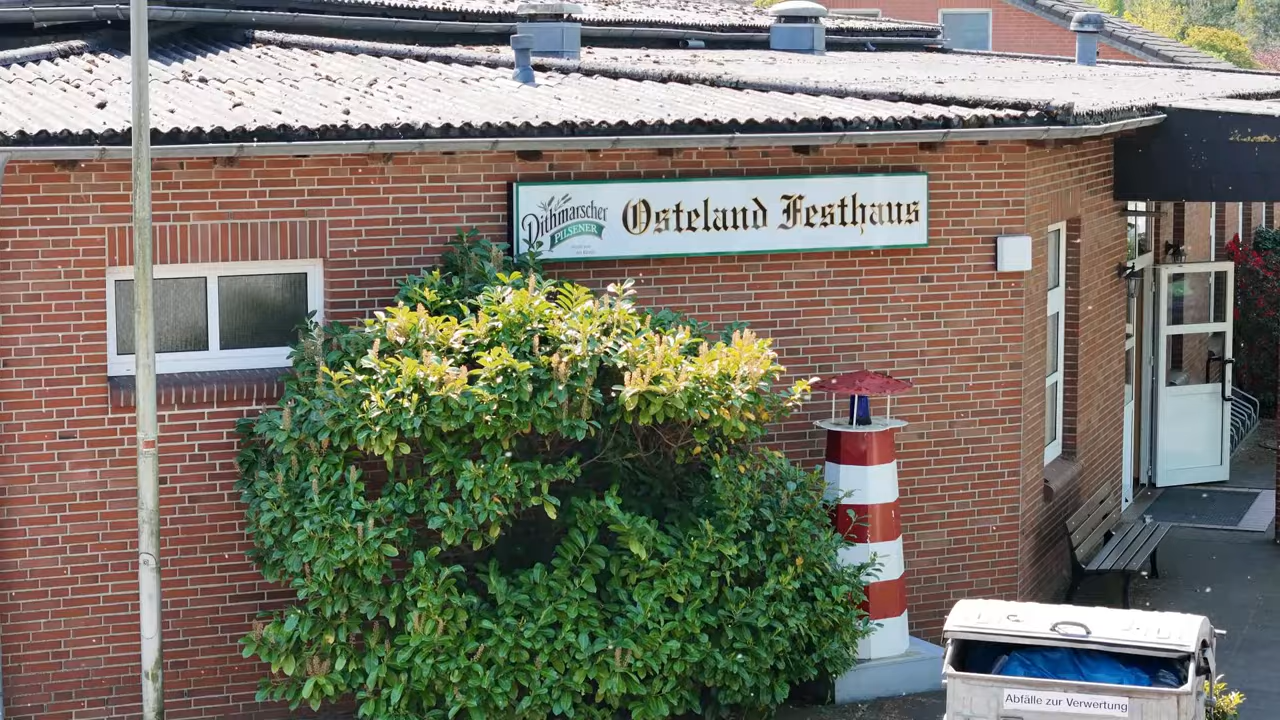 Dithmarscher
PILSENER
Osteland Festhaus
Abfälle zur Verwertung